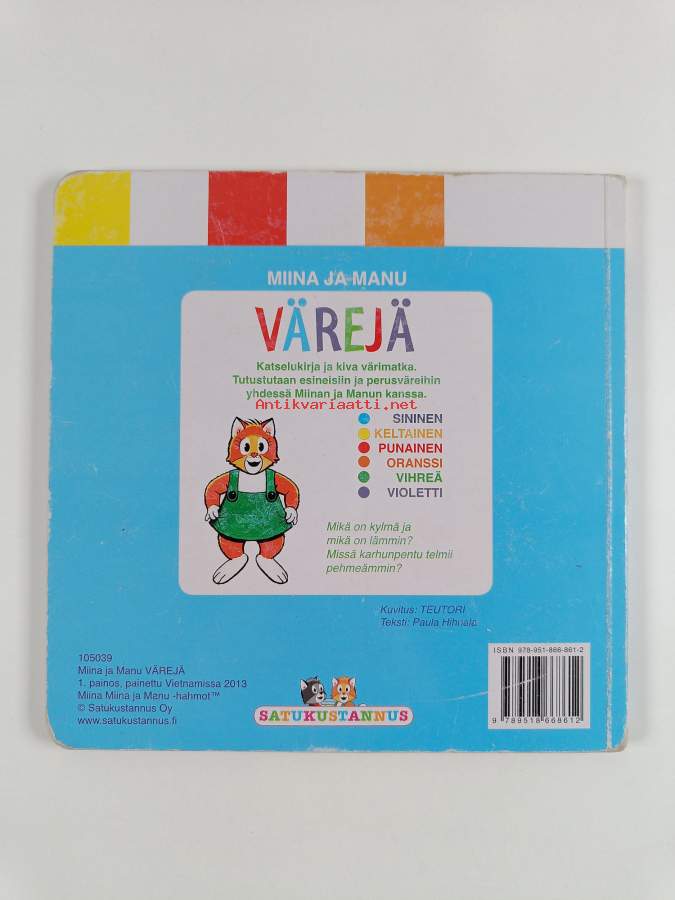 MIINA JA MANU
VÄREJÄ
Katselukirja ja kiva värimatka.
Tutustutaan esineisiin ja perusväreihin
yhdessä Miinan ja Manun kanssa.
Antikvariaatti.net
SININEN
KELTAINEN
PUNAINEN
ORANSSI
VIHREÄ
VIOLETTI
Mikä on kylmä ja
mikä on lämmin?
Missä karhunpentu telmii
pehmeämmin?
Kuvitus: TEUTORI
Teksti: Paula
ISBN 978-951-866-861-2
9 789518 668612
105039
Miina ja Manu VÄREJÄ
1. painos, painettu Vietnamissa 2013
Miina Miina ja Manu -hahmot™
© Satukustannus Oy
www.satukustannus.fi
SATUKUSTANNUS